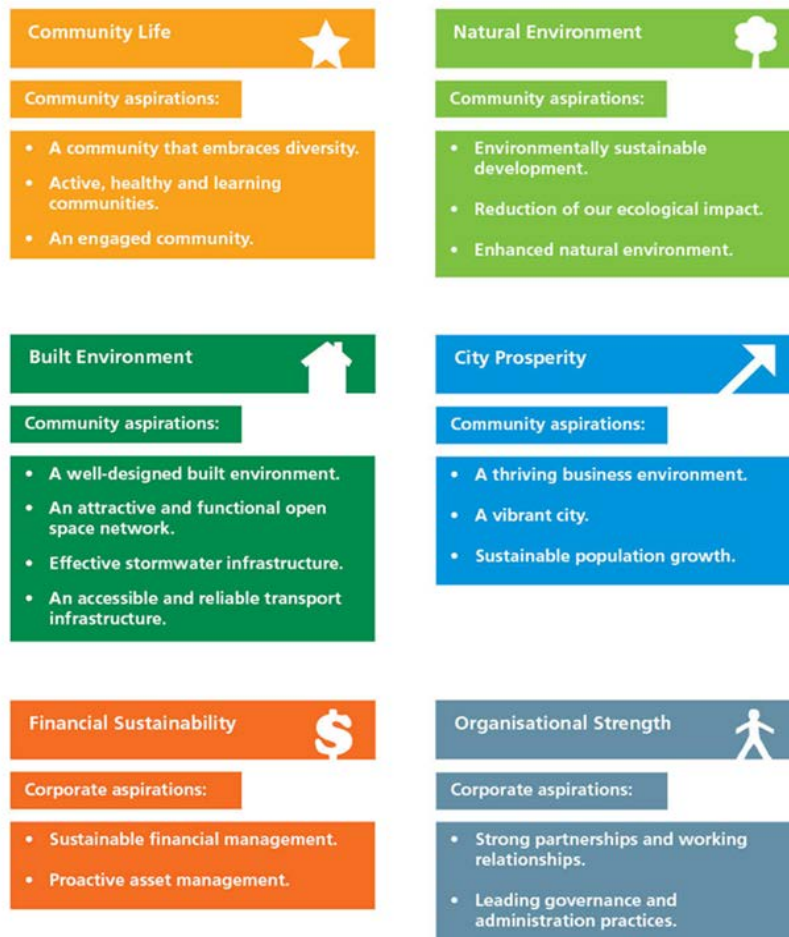 Community Life
Community aspirations:
• A community that embraces diversity.
• Active, healthy and learning
communities.
• An engaged community.
Natural Environment
Community aspirations:
• Environmentally sustainable
development.
• Reduction of our ecological impact.
• Enhanced natural environment.
Built Environment
Community aspirations:
• A well-designed built environment.
• An attractive and functional open
space network.
• Effective stormwater infrastructure.
• An accessible and reliable transport
infrastructure.
City Prosperity
Community aspirations:
• A thriving business environment.
• A vibrant city.
• Sustainable population growth.
Financial Sustainability
$
Corporate aspirations:
• Sustainable financial management.
• Proactive asset management.
Organisational Strength
Corporate aspirations:
• Strong partnerships and working
relationships.
• Leading governance and
administration practices.